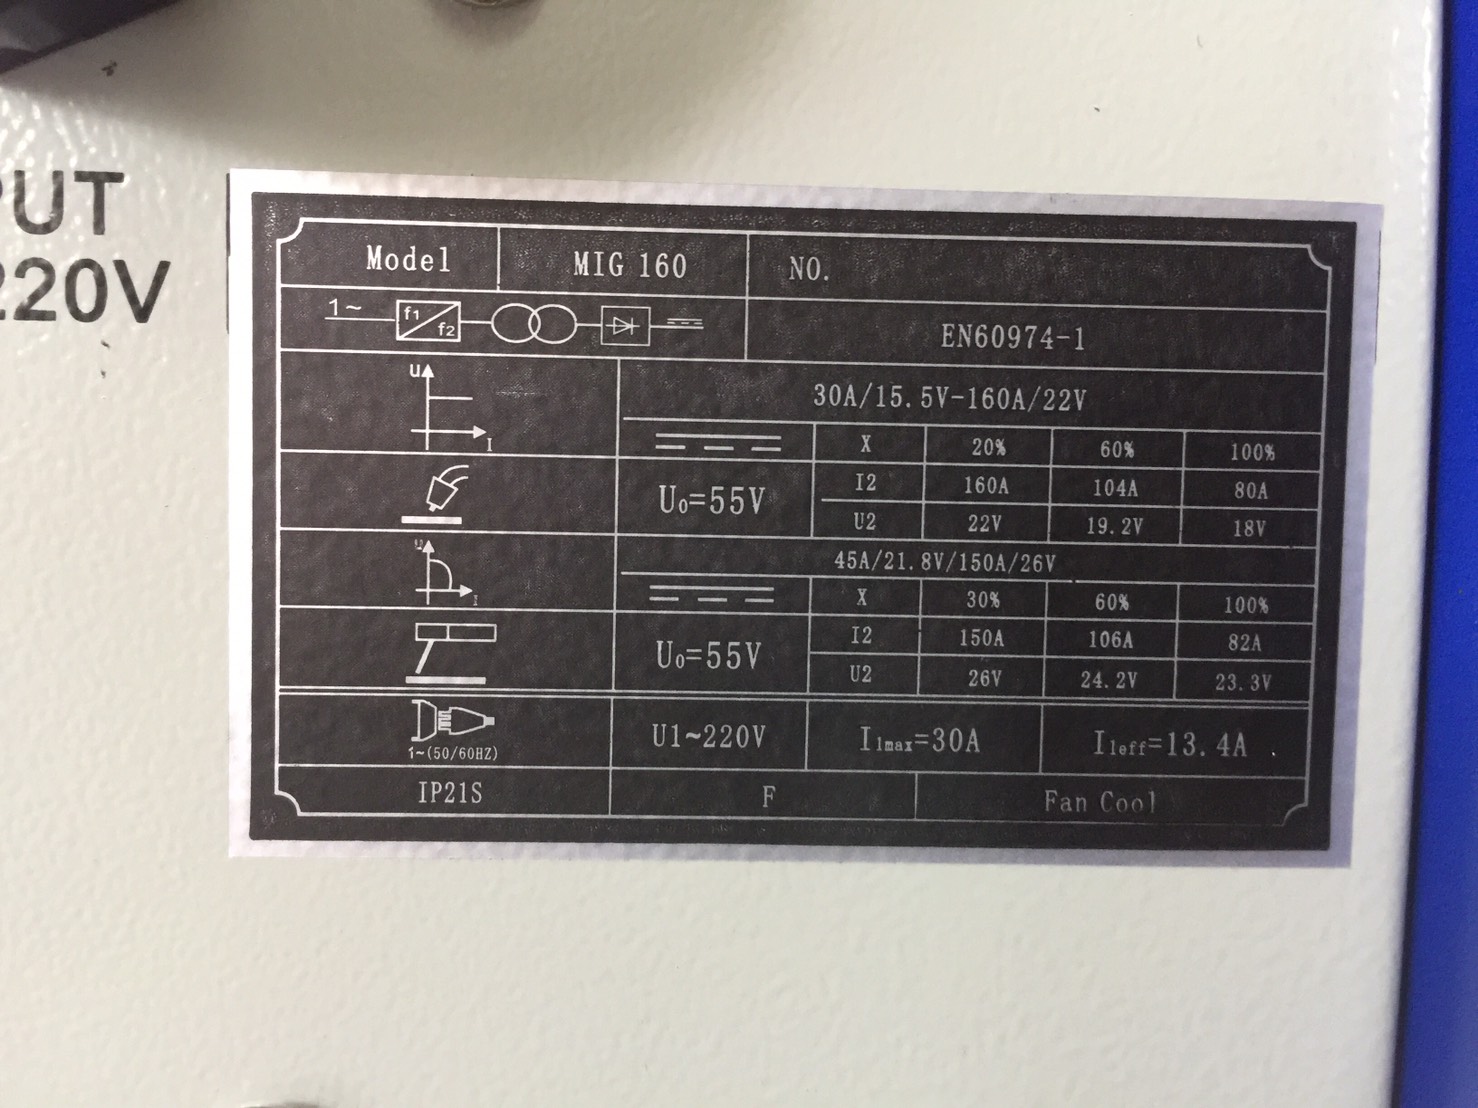 PUT
220V
Model MIG 160 NO.
1~ f1 f2 EN60974-1
U I 30A/15.5V-160A/22V
X 20% 60% 100%
U0=55V I2 160A 104A 80A
U2 22V 19.2V 18V
45A/21.8V/150A/26V
X 30% 60% 100%
U0=55V I2 150A 106A 82A
U2 26V 24.2V 23.3V
1~(50/60HZ) U1~220V I1max=30A I1eff=13.4A
IP21S F Fan Cool